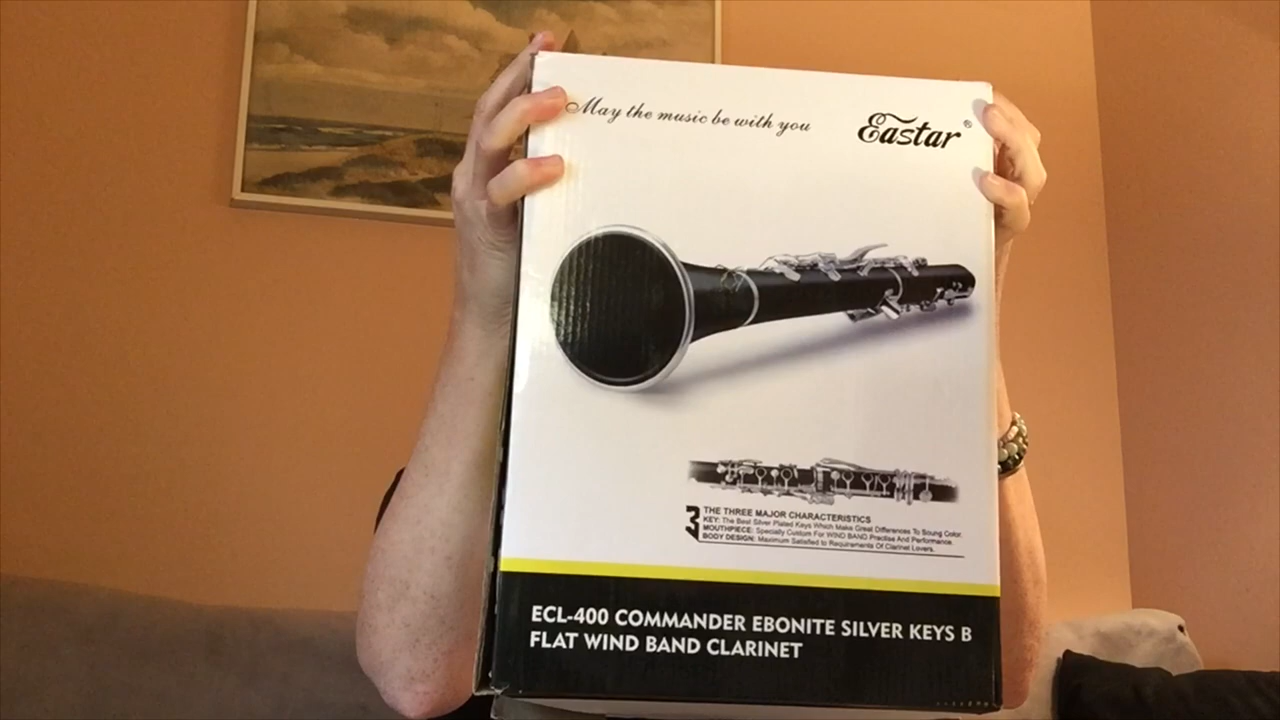 May the music be with you
Eastar®
3 THE THREE MAJOR CHARACTERISTICS
KEY: The Best Silver Plated Keys Which Make Great Differences To Soung Color.
MOUTHPIECE: Specially Custom For WIND BAND Practise And Performance.
BODY DESIGN: Maximum Satisfied to Requirements Of Clarinet Lovers.
ECL-400 COMMANDER EBONITE SILVER KEYS B
FLAT WIND BAND CLARINET